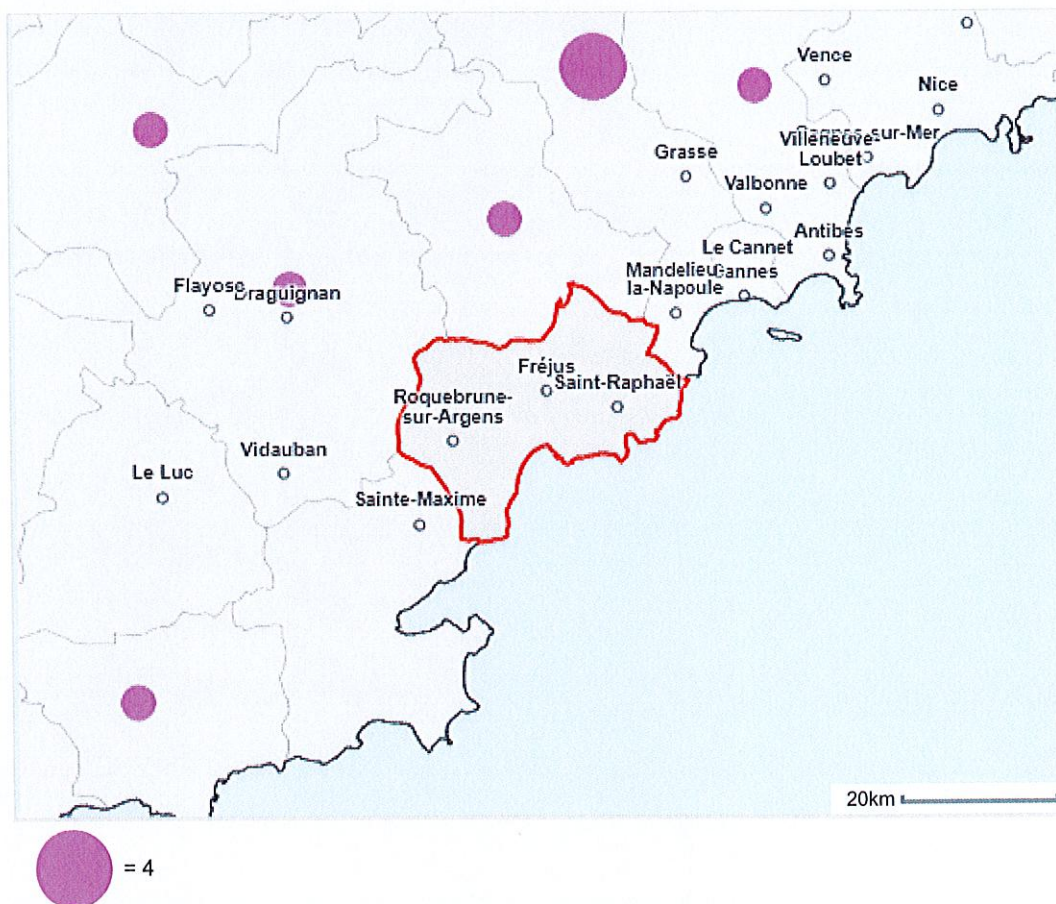 Vence
Nice
Cagnes-sur-Mer
Villeneuve-
Loubet
Grasse
Valbonne
Antibes
Le Cannet
Cannes
Mandelieu-
la-Napoule
Flayosc
Draguignan
Fréjus
Saint-Raphaël
Roquebrune-
sur-Argens
Vidauban
Le Luc
Sainte-Maxime
20km
= 4